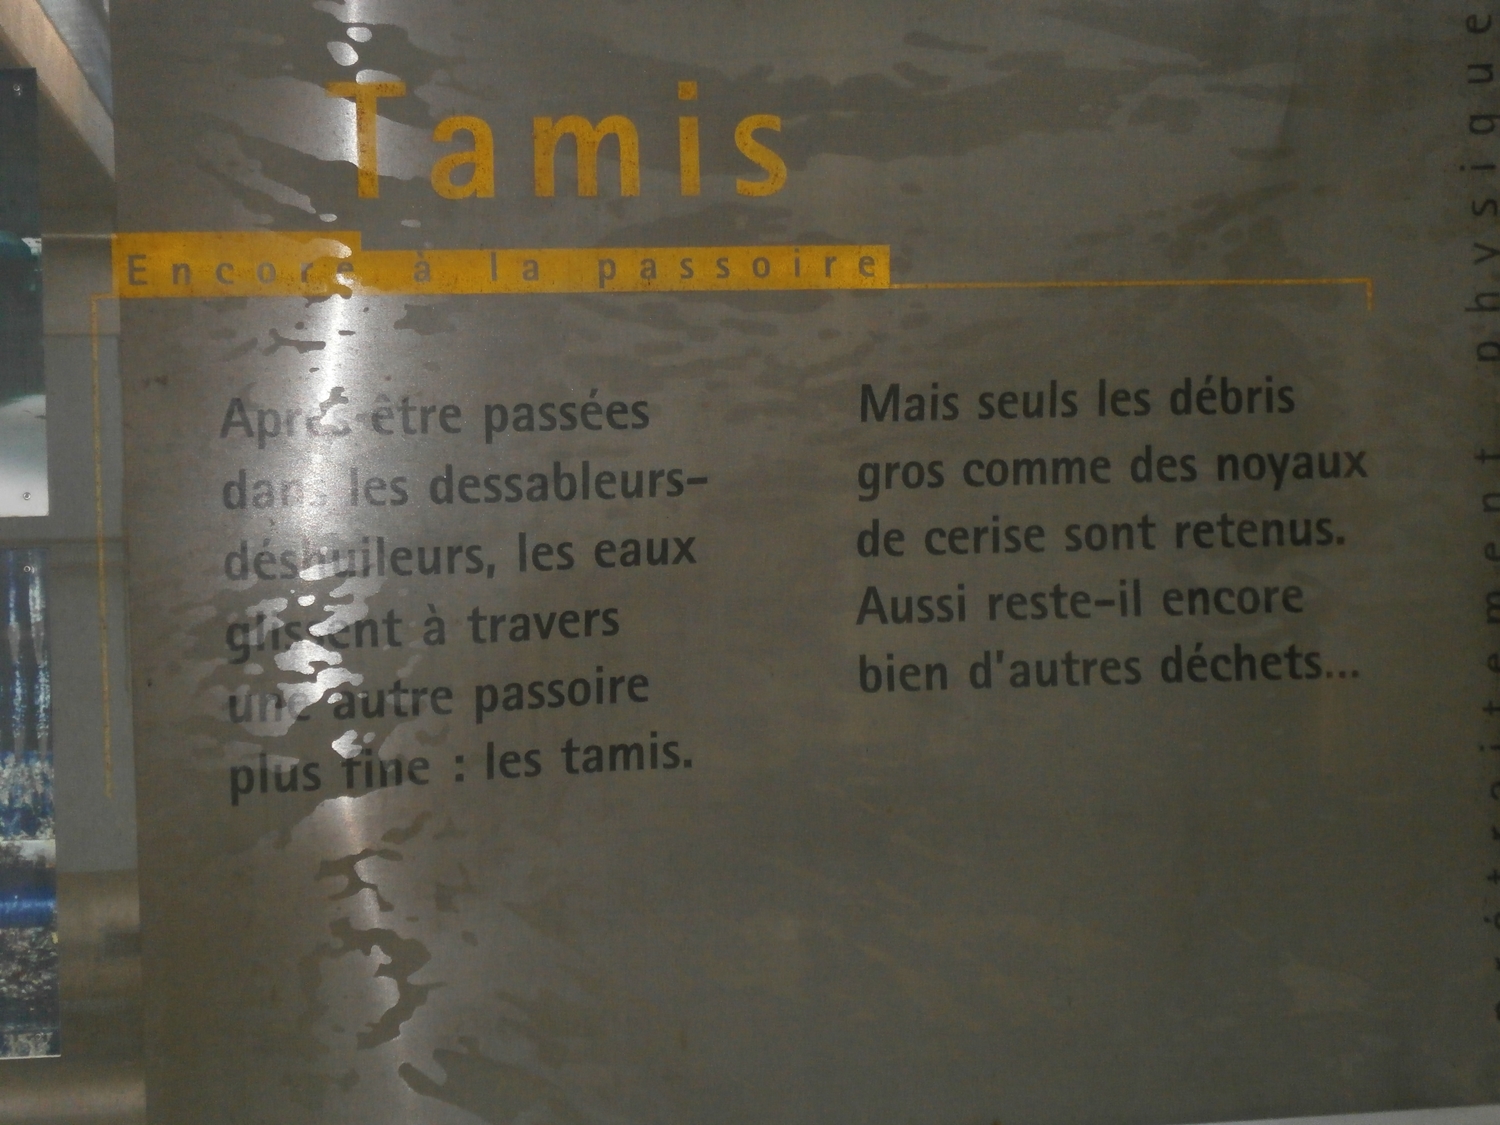 Tamis
Encore à la passoire
Après être passées
dans les dessableurs-
déshuileurs, les eaux
glissent à travers
une autre passoire
plus fine : les tamis.
Mais seuls les débris
gros comme des noyaux
de cerise sont retenus.
Aussi reste-il encore
bien d'autres déchets...
prétraitement physique